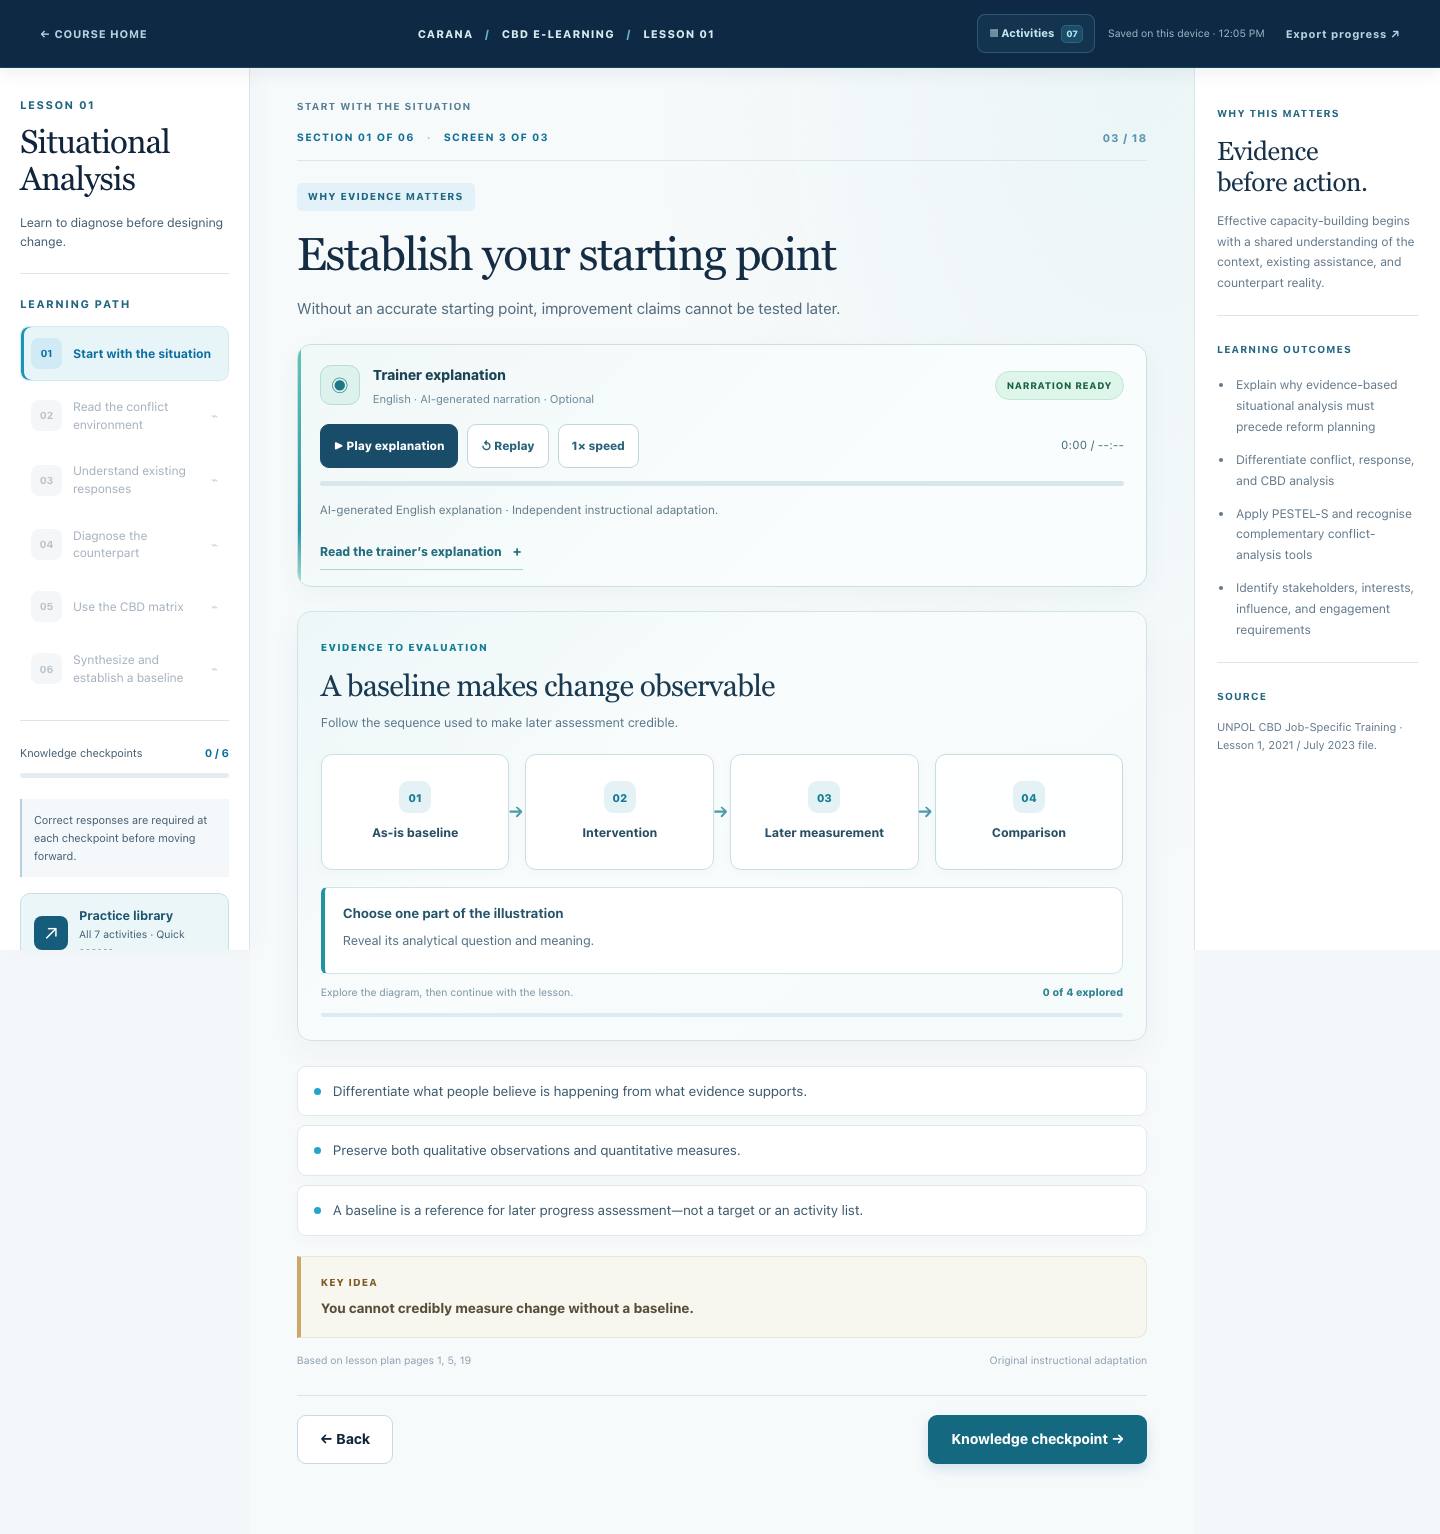 ← COURSE HOME
CARANA / CBD E-LEARNING / LESSON 01
Activities 07
Saved on this device · 12:05 PM
Export progress ↗
LESSON 01
Situational
Analysis
Learn to diagnose before designing
change.
LEARNING PATH
01 Start with the situation
02 Read the conflict
environment
03 Understand existing
responses
04 Diagnose the
counterpart
05 Use the CBD matrix
06 Synthesize and
establish a baseline
Knowledge checkpoints 0 / 6
Correct responses are required at
each checkpoint before moving
forward.
Practice library
All 7 activities · Quick
START WITH THE SITUATION
SECTION 01 OF 06 · SCREEN 3 OF 03
03 / 18
WHY EVIDENCE MATTERS
Establish your starting point
Without an accurate starting point, improvement claims cannot be tested later.
Trainer explanation
English · AI-generated narration · Optional
NARRATION READY
▶ Play explanation
↺ Replay
1× speed
0:00 / --:--
AI-generated English explanation · Independent instructional adaptation.
Read the trainer’s explanation +
EVIDENCE TO EVALUATION
A baseline makes change observable
Follow the sequence used to make later assessment credible.
01
As-is baseline
→
02
Intervention
→
03
Later measurement
→
04
Comparison
Choose one part of the illustration
Reveal its analytical question and meaning.
Explore the diagram, then continue with the lesson.
0 of 4 explored
Differentiate what people believe is happening from what evidence supports.
Preserve both qualitative observations and quantitative measures.
A baseline is a reference for later progress assessment—not a target or an activity list.
KEY IDEA
You cannot credibly measure change without a baseline.
Based on lesson plan pages 1, 5, 19
Original instructional adaptation
← Back
Knowledge checkpoint →
WHY THIS MATTERS
Evidence
before action.
Effective capacity-building begins
with a shared understanding of the
context, existing assistance, and
counterpart reality.
LEARNING OUTCOMES
• Explain why evidence-based
situational analysis must
precede reform planning
• Differentiate conflict, response,
and CBD analysis
• Apply PESTEL-S and recognise
complementary conflict-
analysis tools
• Identify stakeholders, interests,
influence, and engagement
requirements
SOURCE
UNPOL CBD Job-Specific Training ·
Lesson 1, 2021 / July 2023 file.